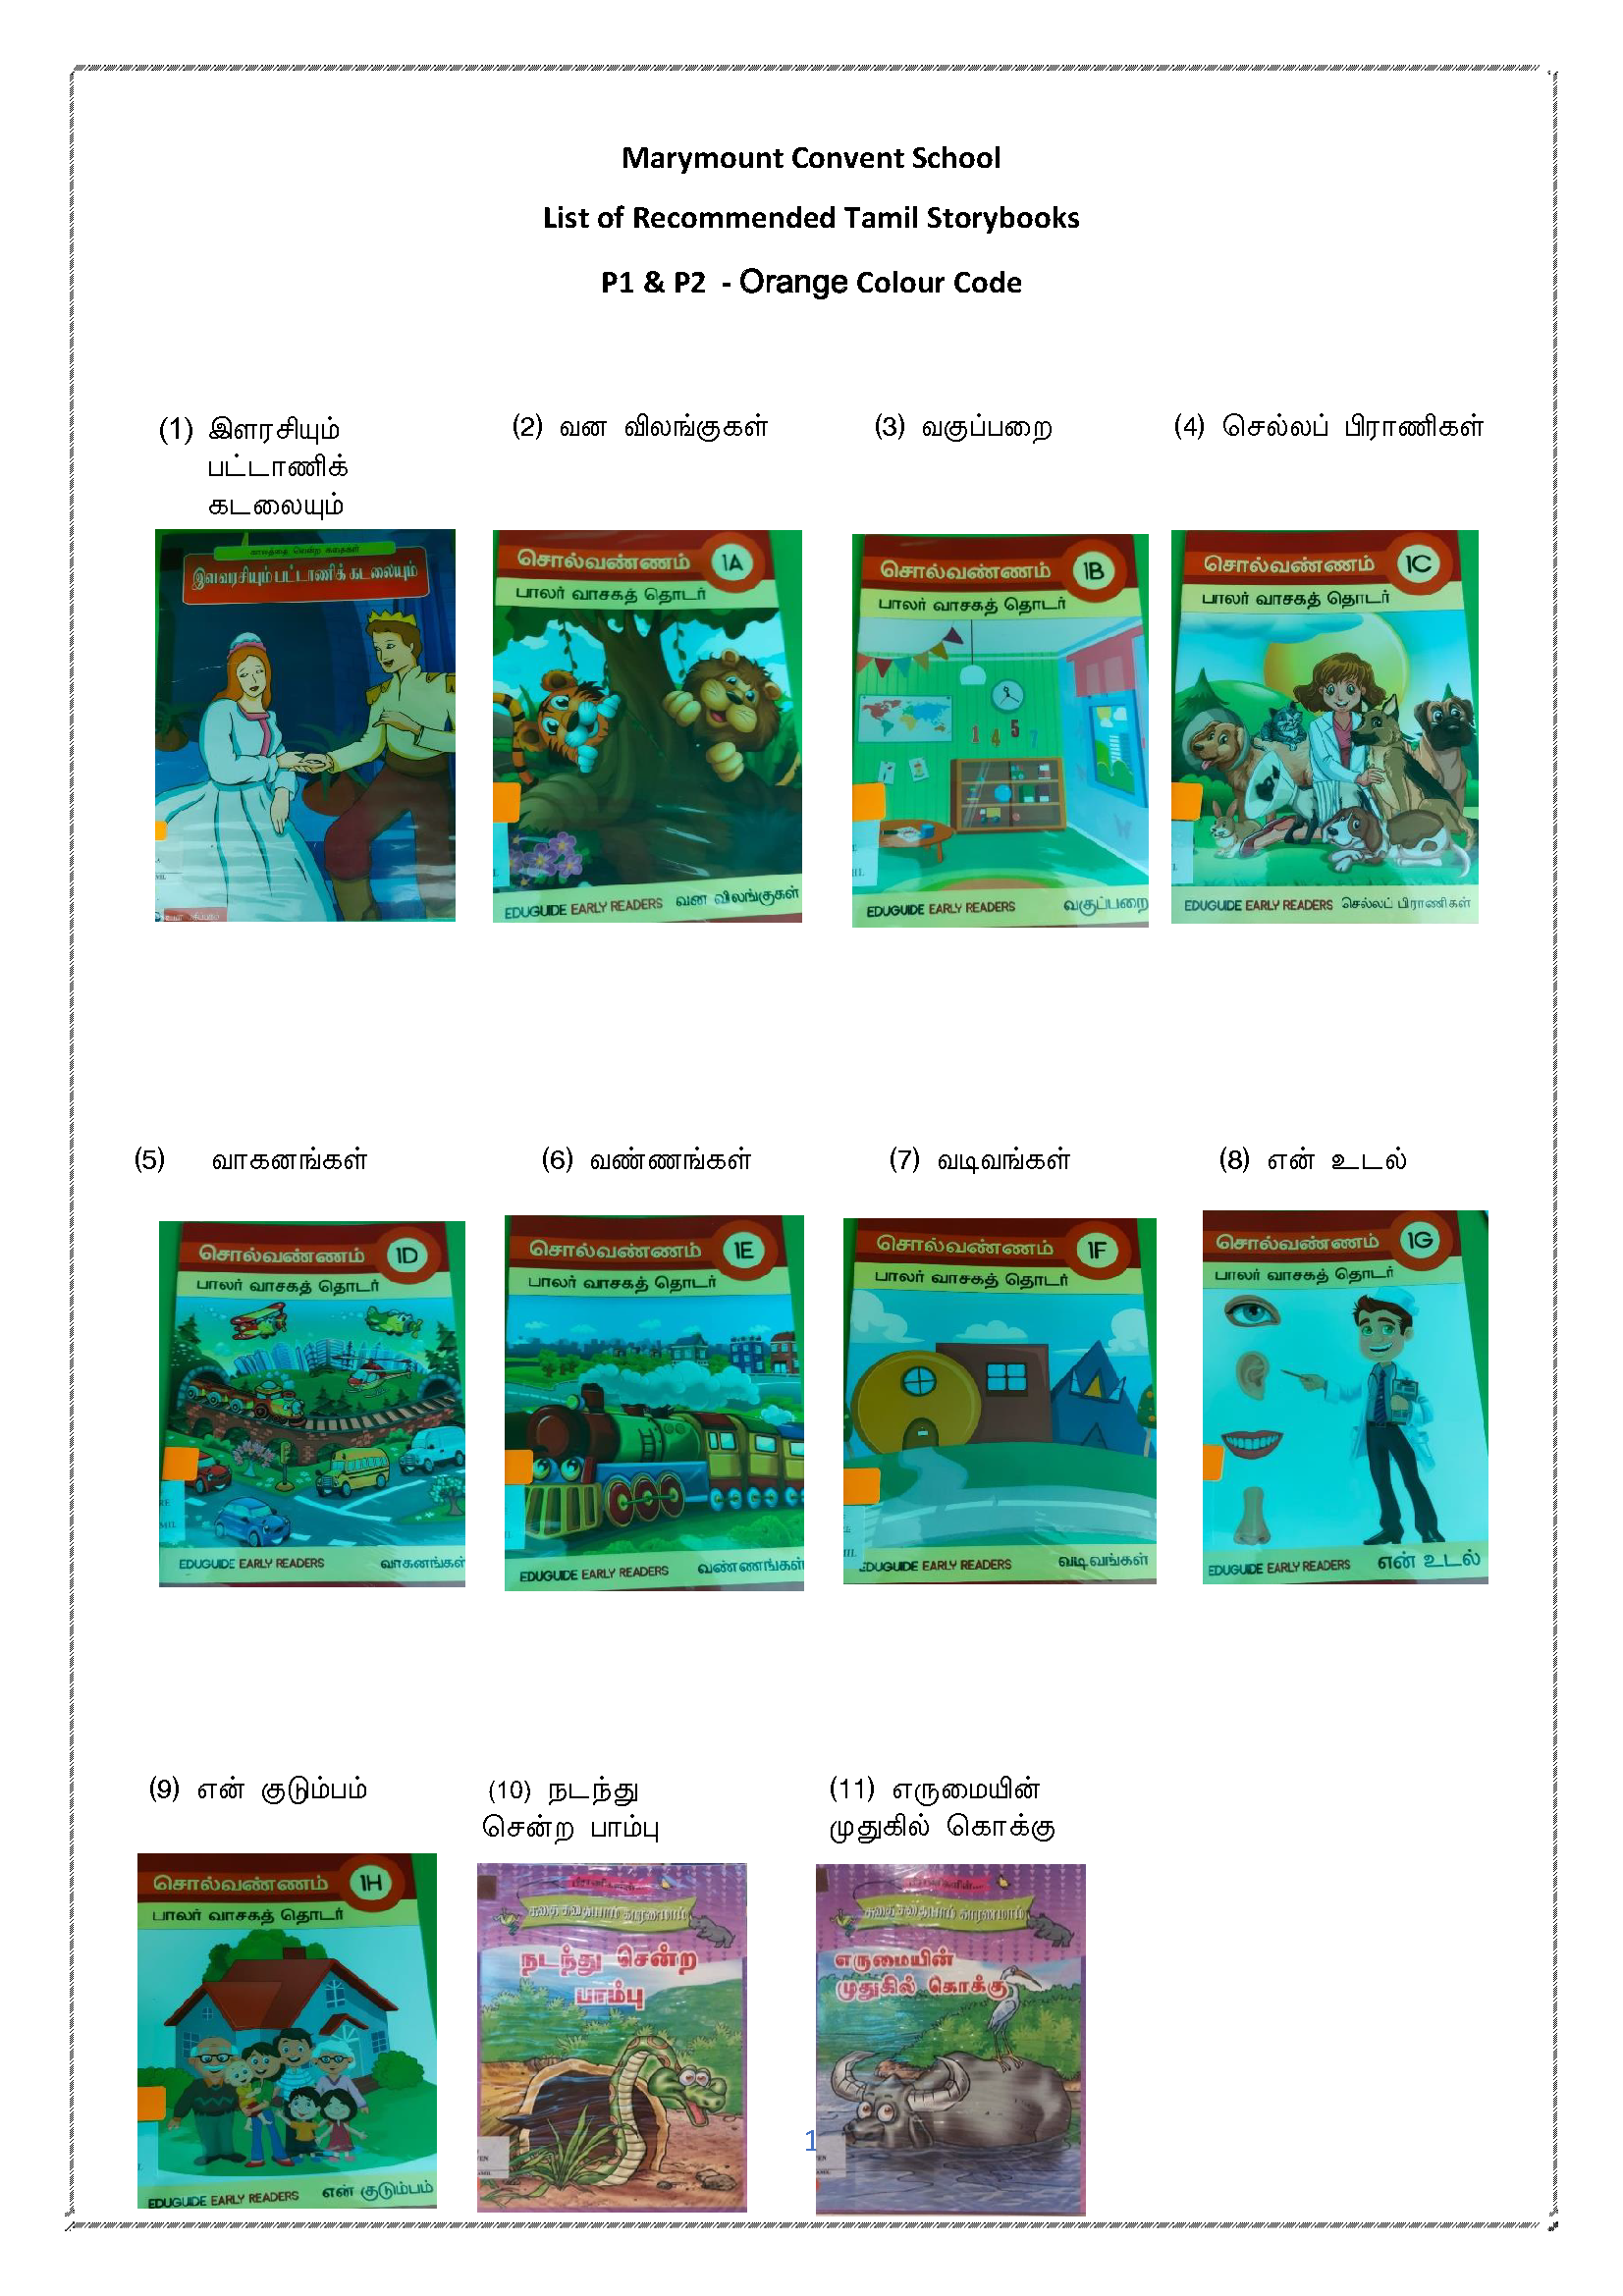 Marymount Convent School
List of Recommended Tamil Storybooks
P1 & P2 - Orange Colour Code
(1) இளரசியும்
பட்டாணிக்
கடலையும்
(2) வன விலங்குகள்
(3) வகுப்பறை
(4) செல்லப் பிராணிகள்
காலத்தை வென்ற கதைகள்
இளவரசியும் பட்டாணிக் கடலையும்
சொல்வண்ணம் 1A
பாலர் வாசகத் தொடர்
EDUGUIDE EARLY READERS வன விலங்குகள்
சொல்வண்ணம் 1B
பாலர் வாசகத் தொடர்
1 4 5 7
EDUGUIDE EARLY READERS வகுப்பறை
சொல்வண்ணம் 1C
பாலர் வாசகத் தொடர்
EDUGUIDE EARLY READERS செல்லப் பிராணிகள்
(5) வாகனங்கள்
(6) வண்ணங்கள்
(7) வடிவங்கள்
(8) என் உடல்
சொல்வண்ணம் 1D
பாலர் வாசகத் தொடர்
EDUGUIDE EARLY READERS வாகனங்கள்
சொல்வண்ணம் 1E
பாலர் வாசகத் தொடர்
EDUGUIDE EARLY READERS வண்ணங்கள்
சொல்வண்ணம் 1F
பாலர் வாசகத் தொடர்
EDUGUIDE EARLY READERS வடிவங்கள்
சொல்வண்ணம் 1G
பாலர் வாசகத் தொடர்
EDUGUIDE EARLY READERS என் உடல்
(9) என் குடும்பம்
(10) நடந்து
சென்ற பாம்பு
(11) எருமையின்
முதுகில் கொக்கு
சொல்வண்ணம் 1H
பாலர் வாசகத் தொடர்
EDUGUIDE EARLY READERS என் குடும்பம்
நடந்து சென்ற
பாம்பு
எருமையின்
முதுகில் கொக்கு
1